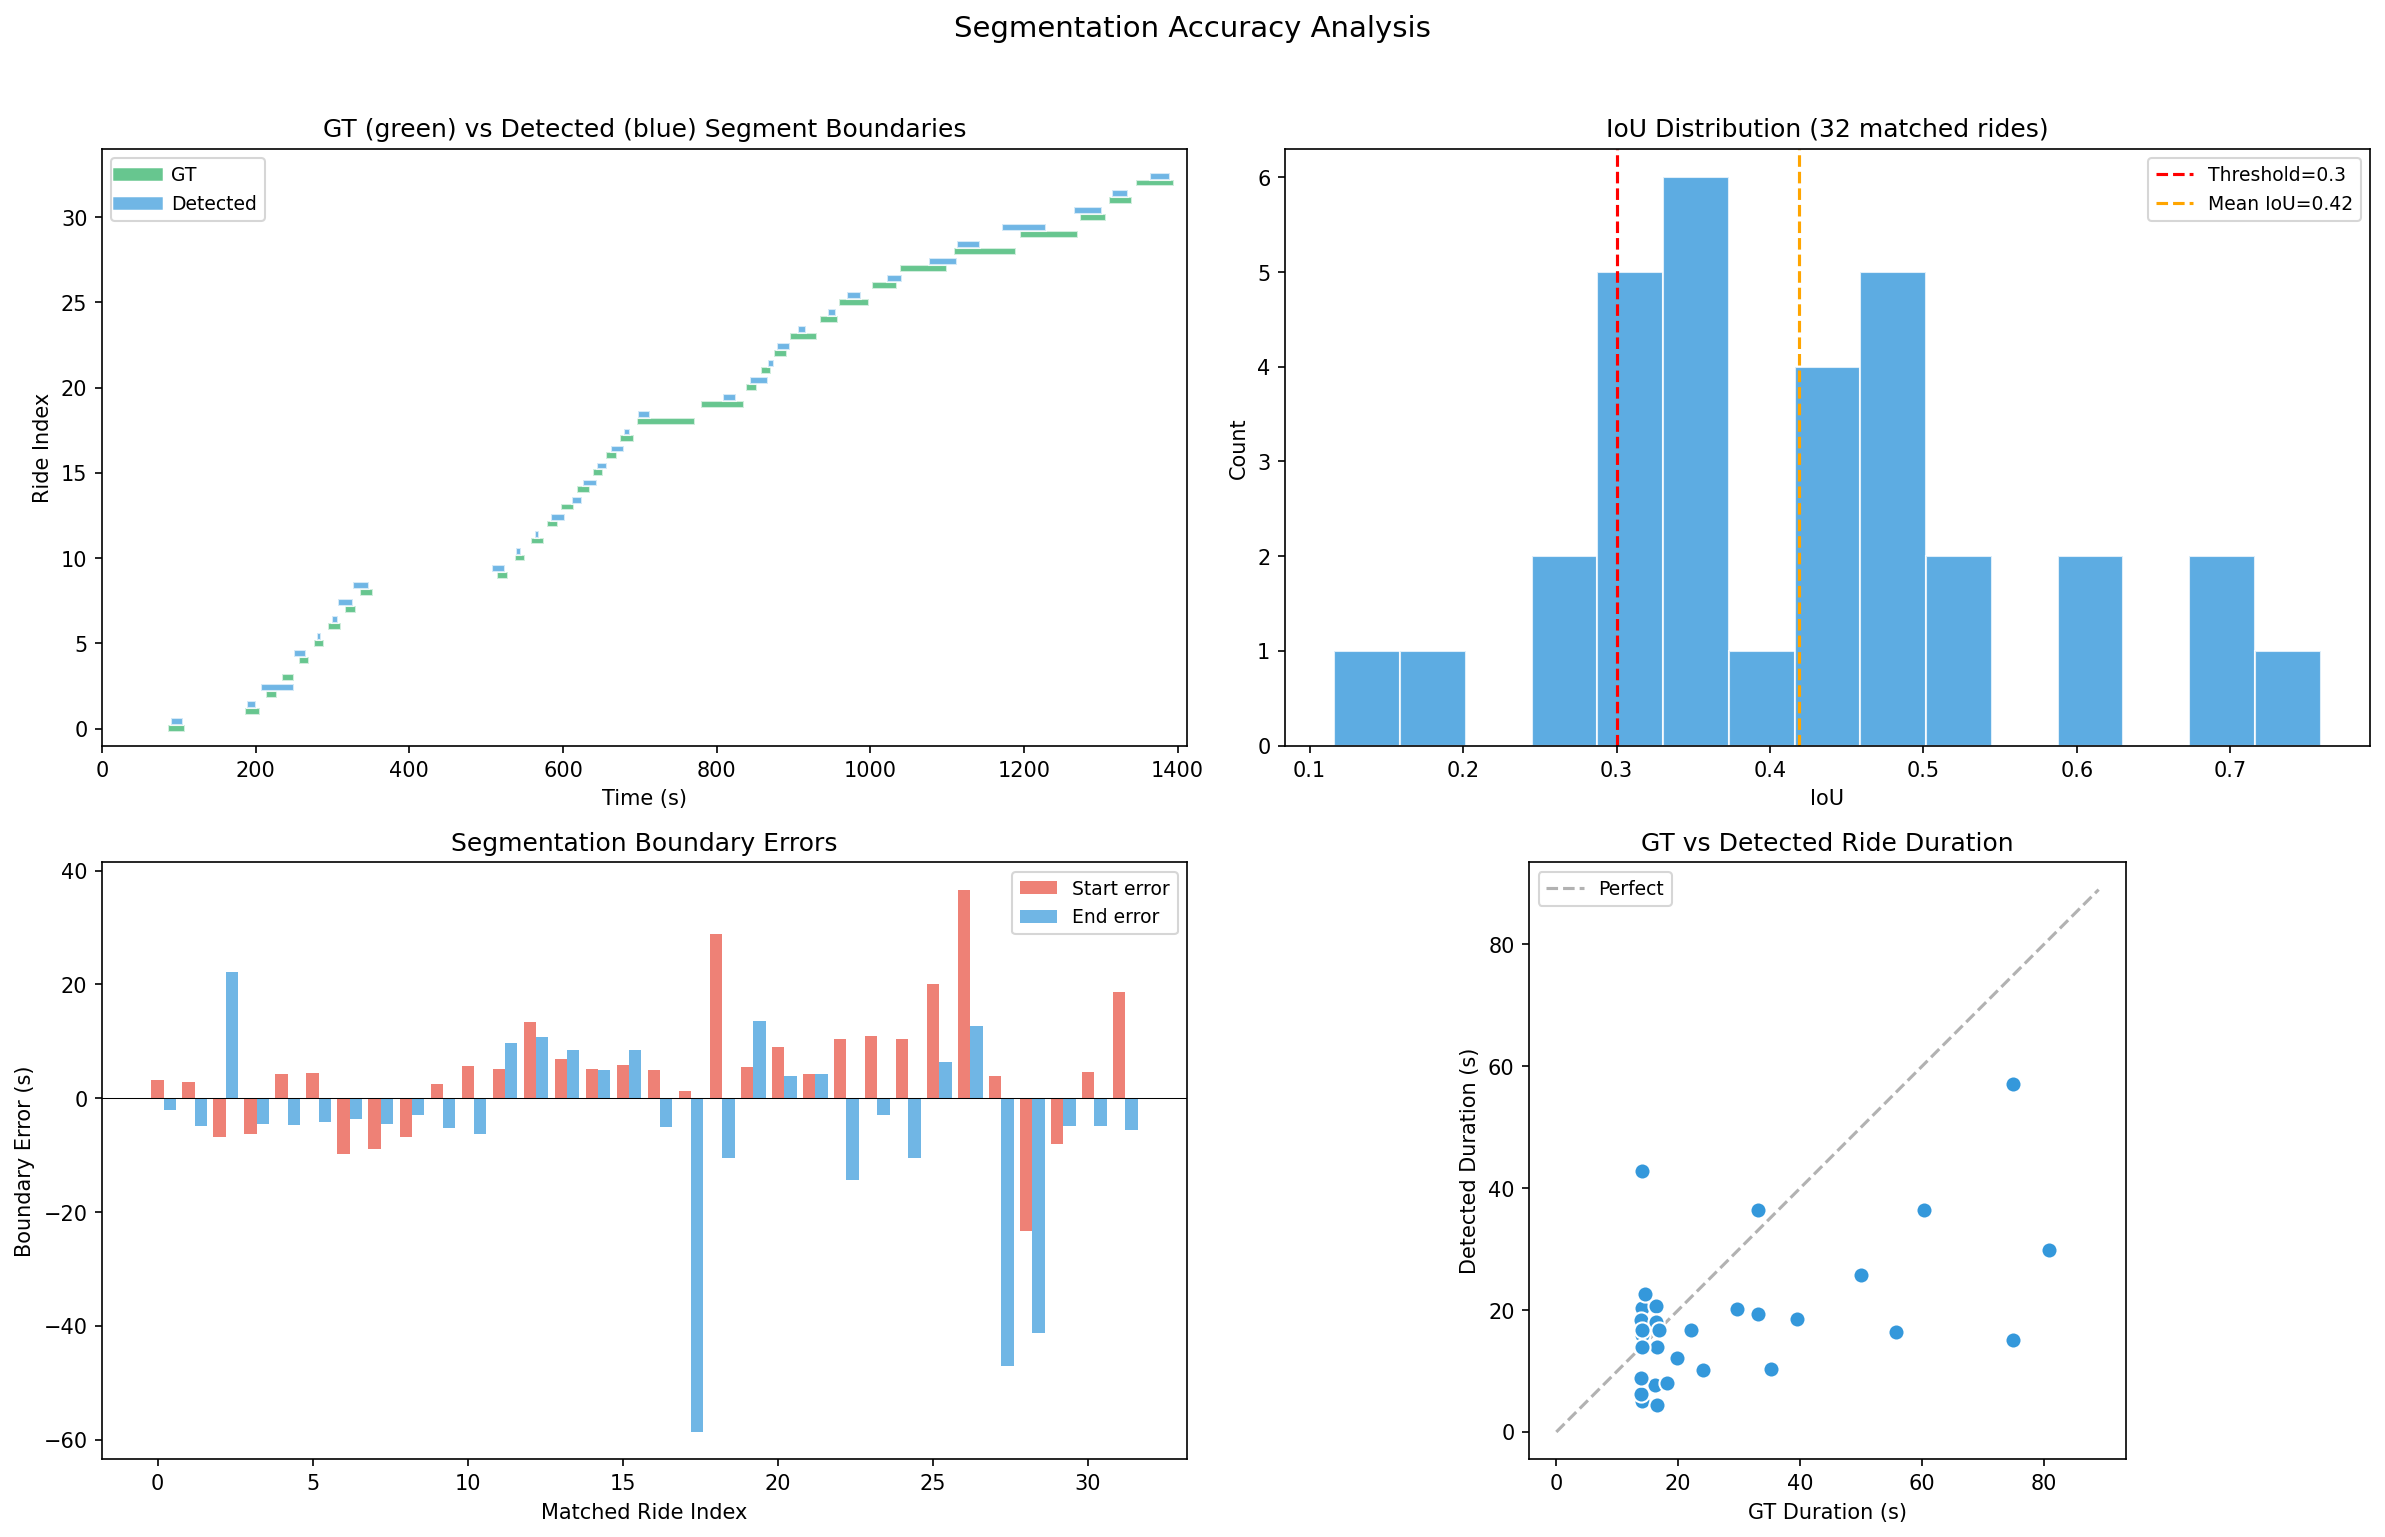 Segmentation Accuracy Analysis
GT (green) vs Detected (blue) Segment Boundaries
GT
Detected
Ride Index
30
25
20
15
10
5
0
0 200 400 600 800 1000 1200 1400
Time (s)
IoU Distribution (32 matched rides)
Threshold=0.3
Mean IoU=0.42
Count
6
5
4
3
2
1
0
0.1 0.2 0.3 0.4 0.5 0.6 0.7
IoU
Segmentation Boundary Errors
Start error
End error
Boundary Error (s)
40
20
0
−20
−40
−60
0 5 10 15 20 25 30
Matched Ride Index
GT vs Detected Ride Duration
Perfect
Detected Duration (s)
80
60
40
20
0
0 20 40 60 80
GT Duration (s)